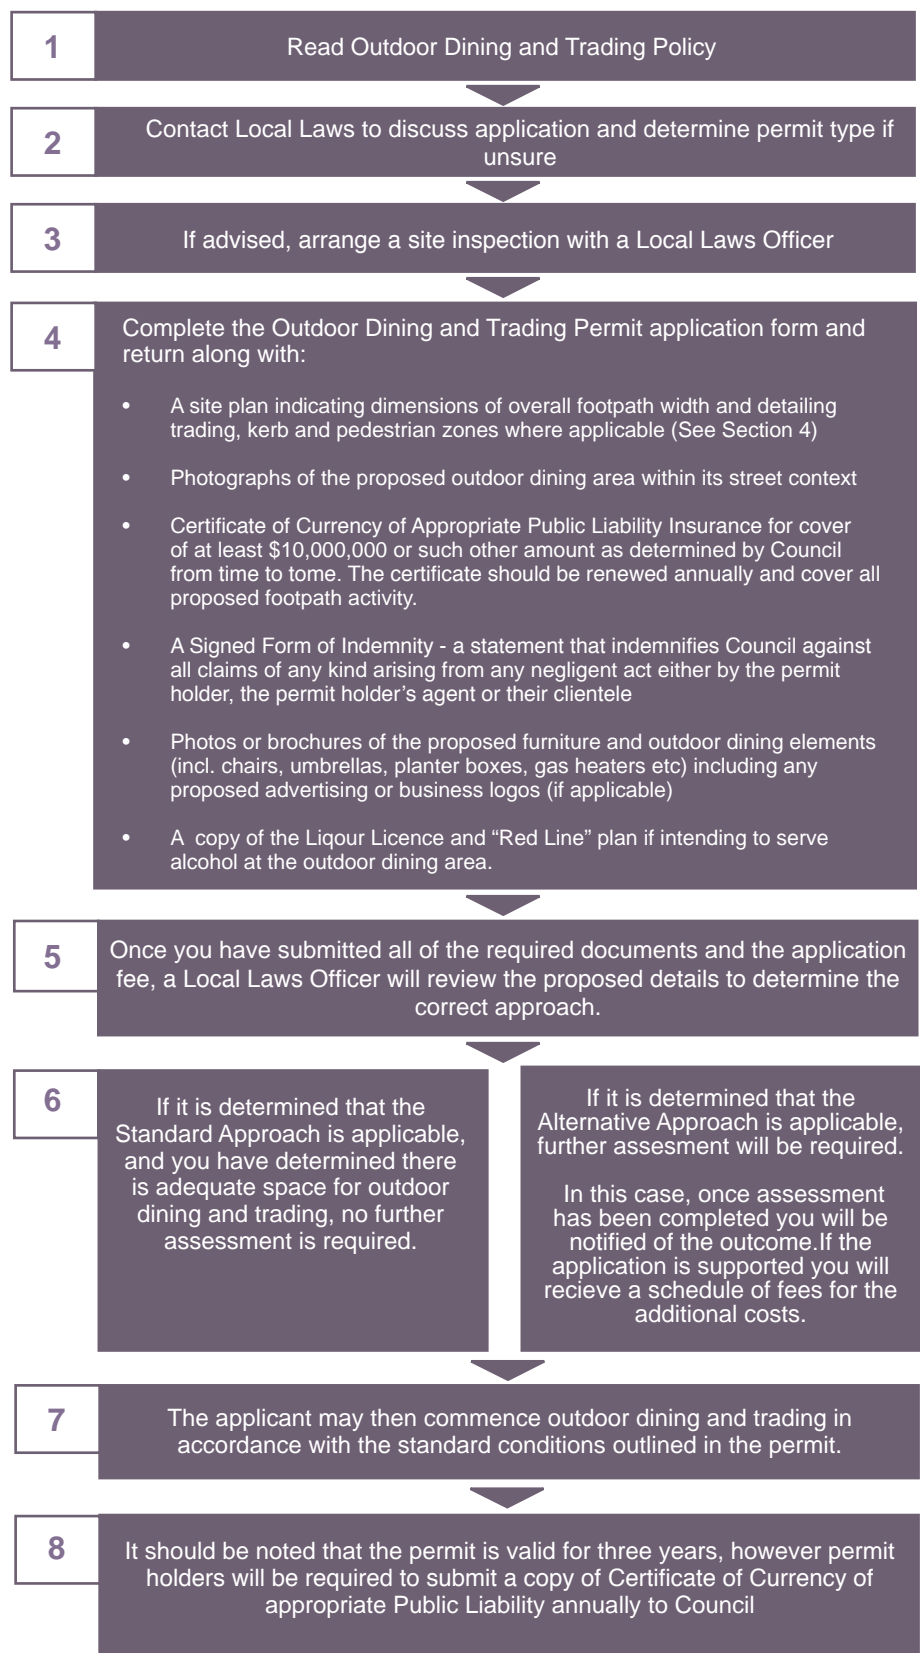 1
Read Outdoor Dining and Trading Policy
2
Contact Local Laws to discuss application and determine permit type if
unsure
3
If advised, arrange a site inspection with a Local Laws Officer
4
Complete the Outdoor Dining and Trading Permit application form and
return along with:
• A site plan indicating dimensions of overall footpath width and detailing
trading, kerb and pedestrian zones where applicable (See Section 4)
• Photographs of the proposed outdoor dining area within its street context
• Certificate of Currency of Appropriate Public Liability Insurance for cover
of at least $10,000,000 or such other amount as determined by Council
from time to tome. The certificate should be renewed annually and cover all
proposed footpath activity.
• A Signed Form of Indemnity - a statement that indemnifies Council against
all claims of any kind arising from any negligent act either by the permit
holder, the permit holder’s agent or their clientele
• Photos or brochures of the proposed furniture and outdoor dining elements
(incl. chairs, umbrellas, planter boxes, gas heaters etc) including any
proposed advertising or business logos (if applicable)
• A copy of the Liqour Licence and “Red Line” plan if intending to serve
alcohol at the outdoor dining area.
5
Once you have submitted all of the required documents and the application
fee, a Local Laws Officer will review the proposed details to determine the
correct approach.
6
If it is determined that the
Standard Approach is applicable,
and you have determined there
is adequate space for outdoor
dining and trading, no further
assessment is required.
If it is determined that the
Alternative Approach is applicable,
further assesment will be required.
In this case, once assessment
has been completed you will be
notified of the outcome.If the
application is supported you will
recieve a schedule of fees for the
additional costs.
7
The applicant may then commence outdoor dining and trading in
accordance with the standard conditions outlined in the permit.
8
It should be noted that the permit is valid for three years, however permit
holders will be required to submit a copy of Certificate of Currency of
appropriate Public Liability annually to Council